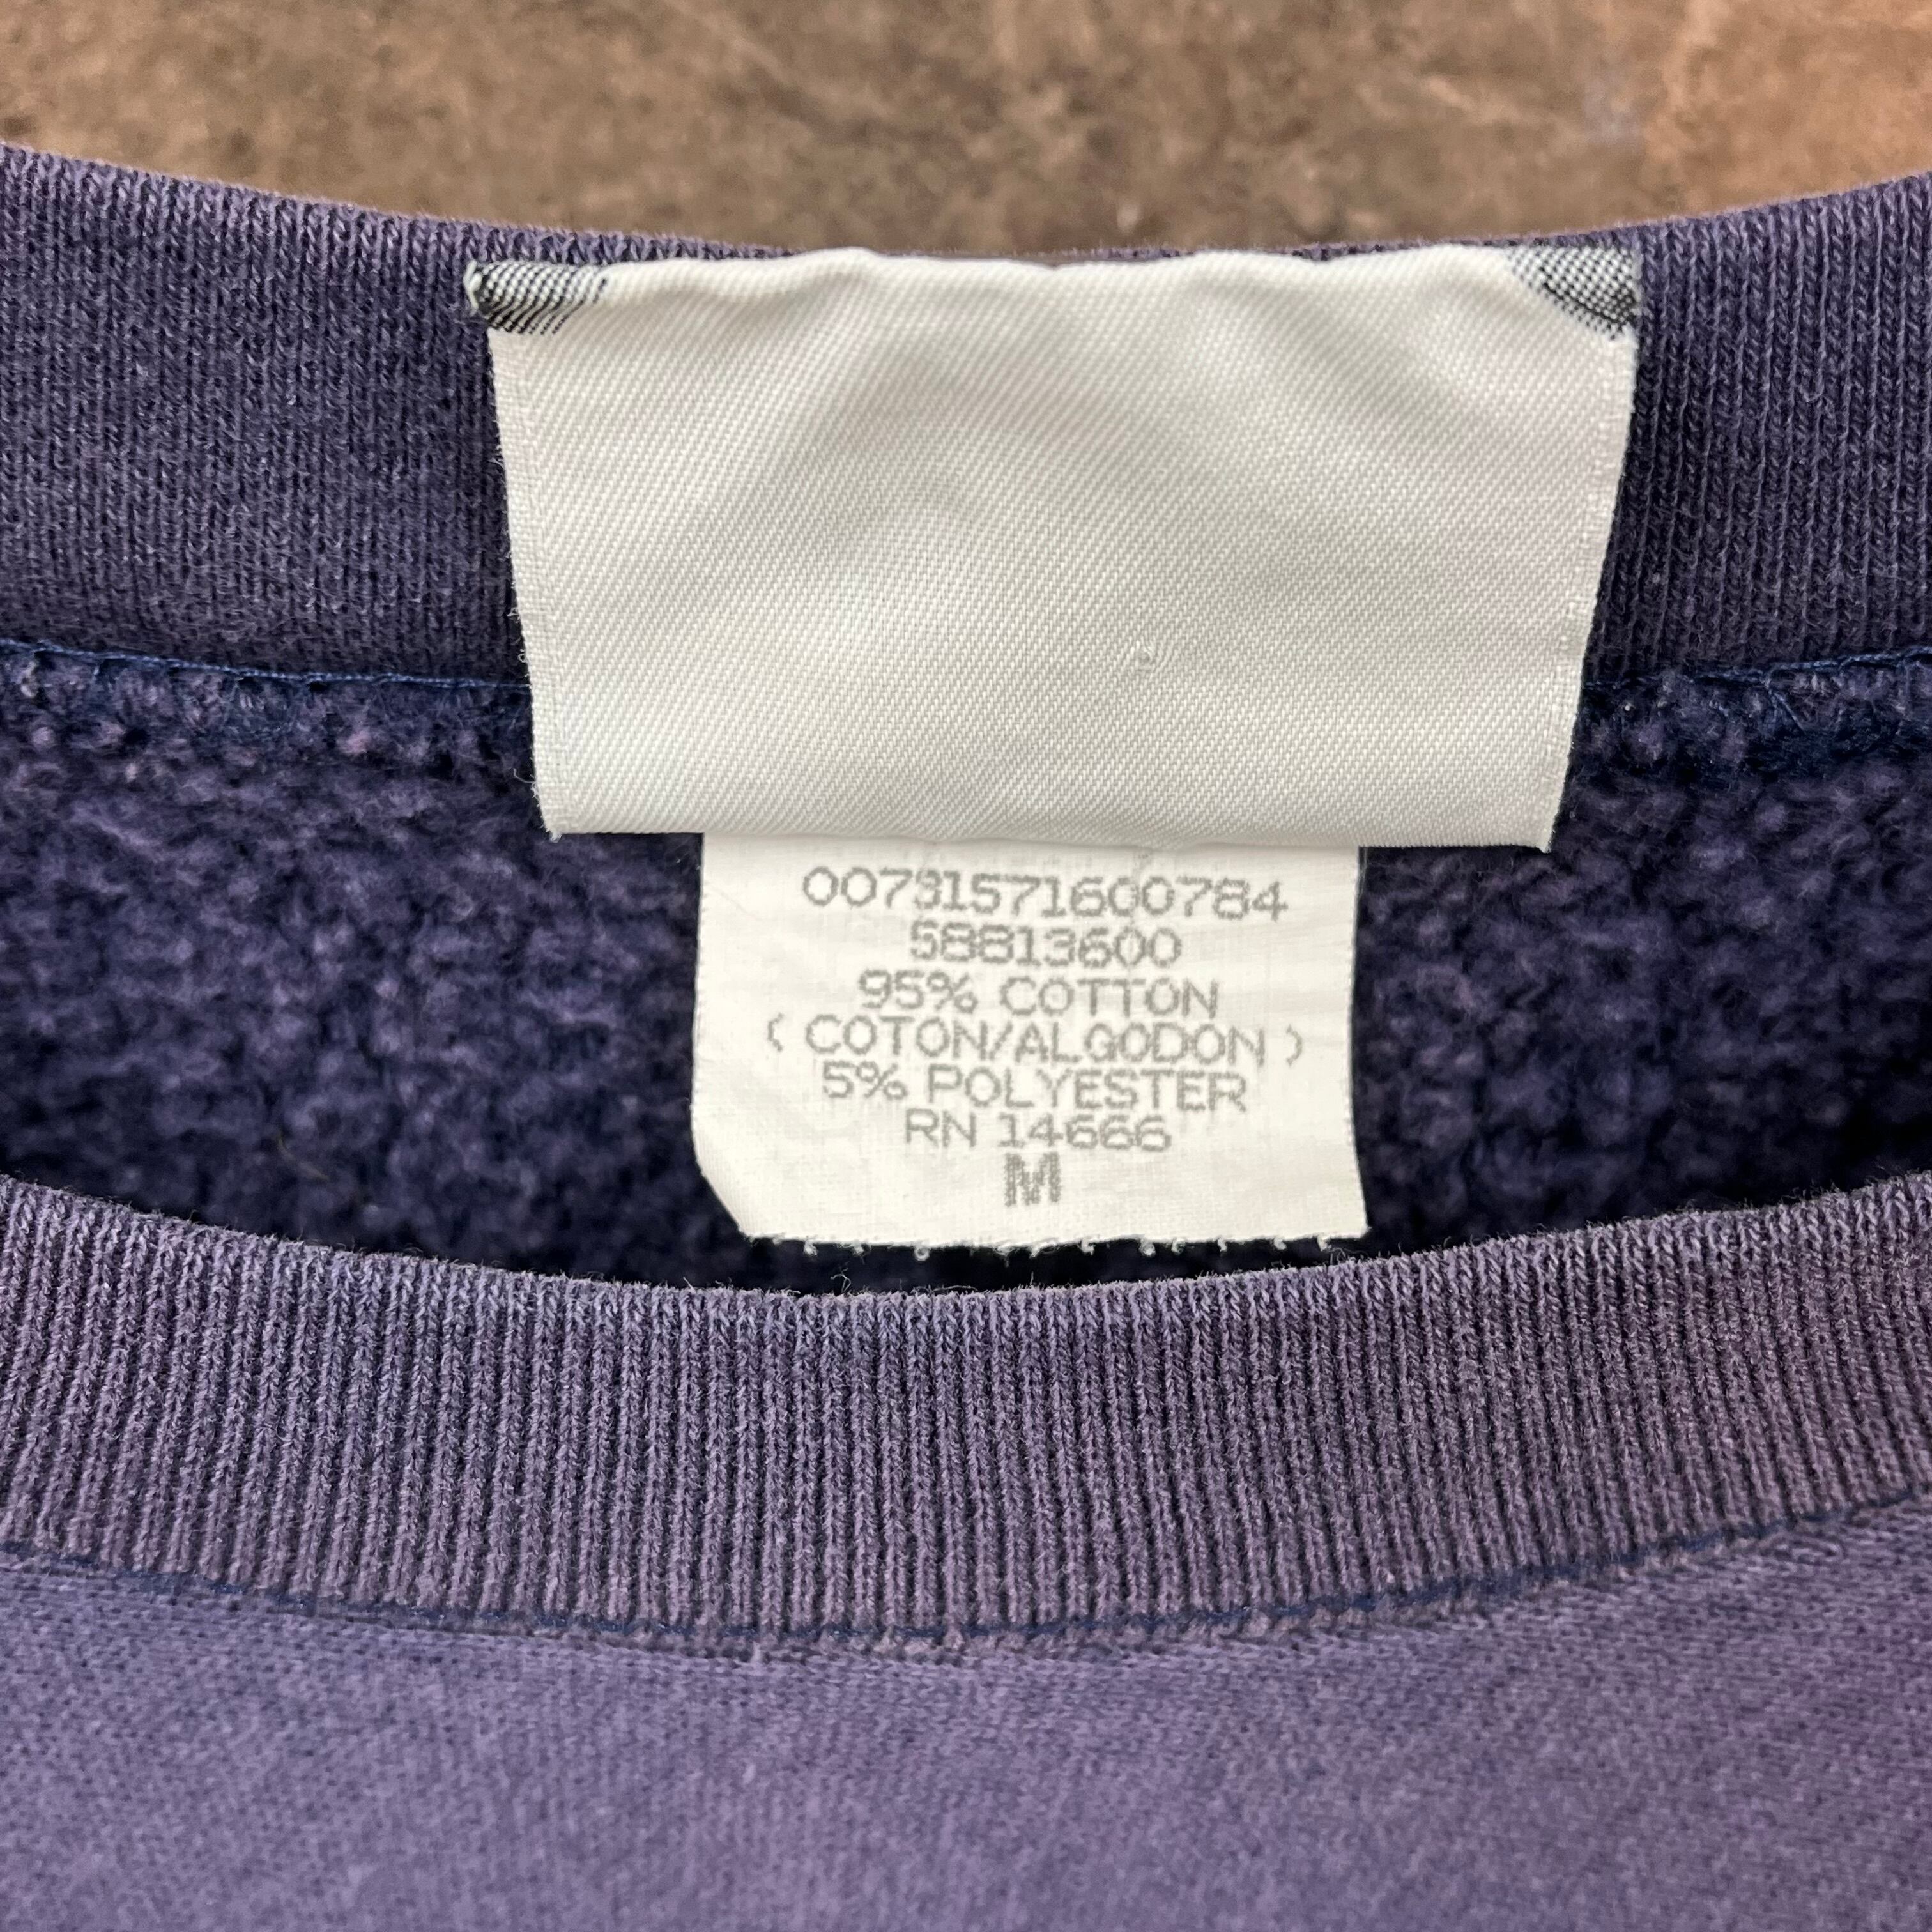 00731571600784
58813600
95% COTTON
( COTON/ALGODON )
5% POLYESTER
RN 14666
M